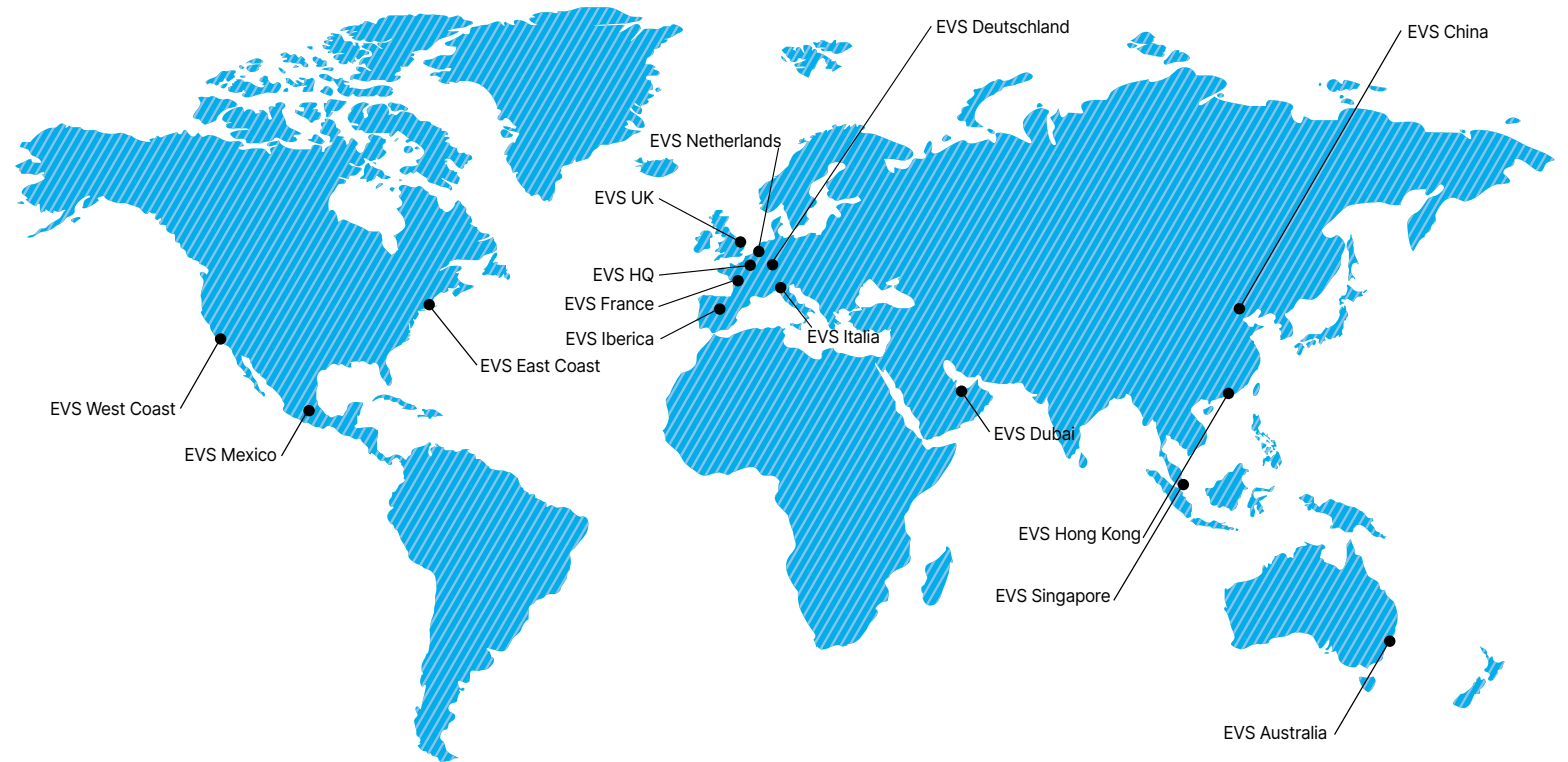 EVS Deutschland
EVS China
EVS Netherlands
EVS UK
EVS HQ
EVS France
EVS Iberica
EVS Italia
EVS East Coast
EVS West Coast
EVS Mexico
EVS Dubai
EVS Hong Kong
EVS Singapore
EVS Australia